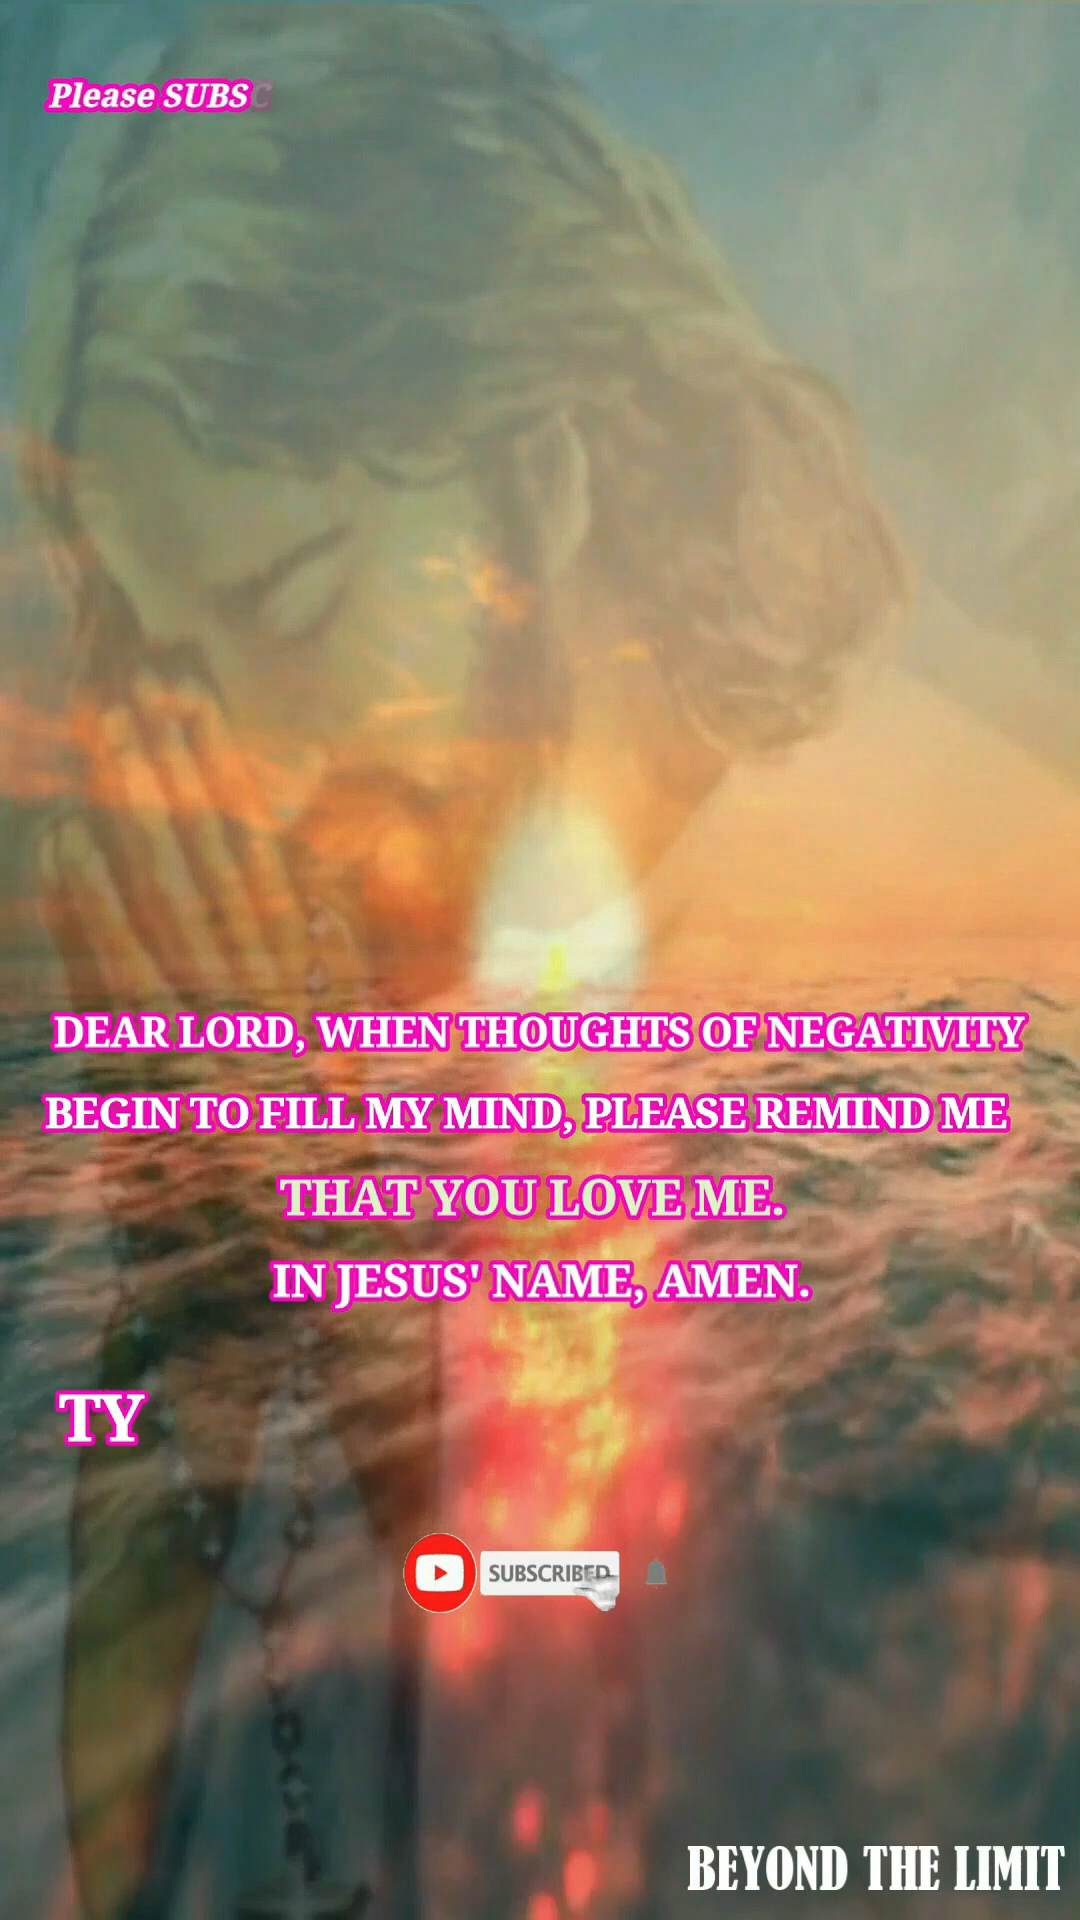 Please SUBSC
DEAR LORD, WHEN THOUGHTS OF NEGATIVITY
BEGIN TO FILL MY MIND, PLEASE REMIND ME
THAT YOU LOVE ME.
IN JESUS' NAME, AMEN.
TY
SUBSCRIBED
BEYOND THE LIMIT